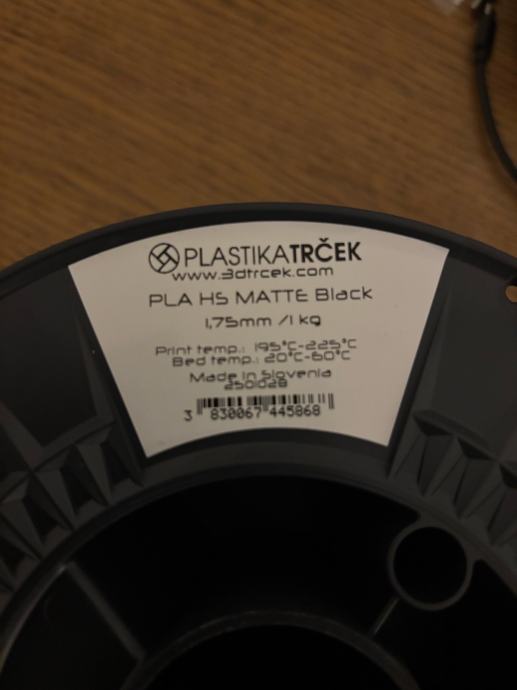 PLASTIKATRČEK
www.3dtrcek.com
PLA HS MATTE Black
1,75mm /1 kg
Print temp.: 195°C-225°C
Bed temp.: 20°C-60°C
Made in Slovenia
2501028
3 830067 445868